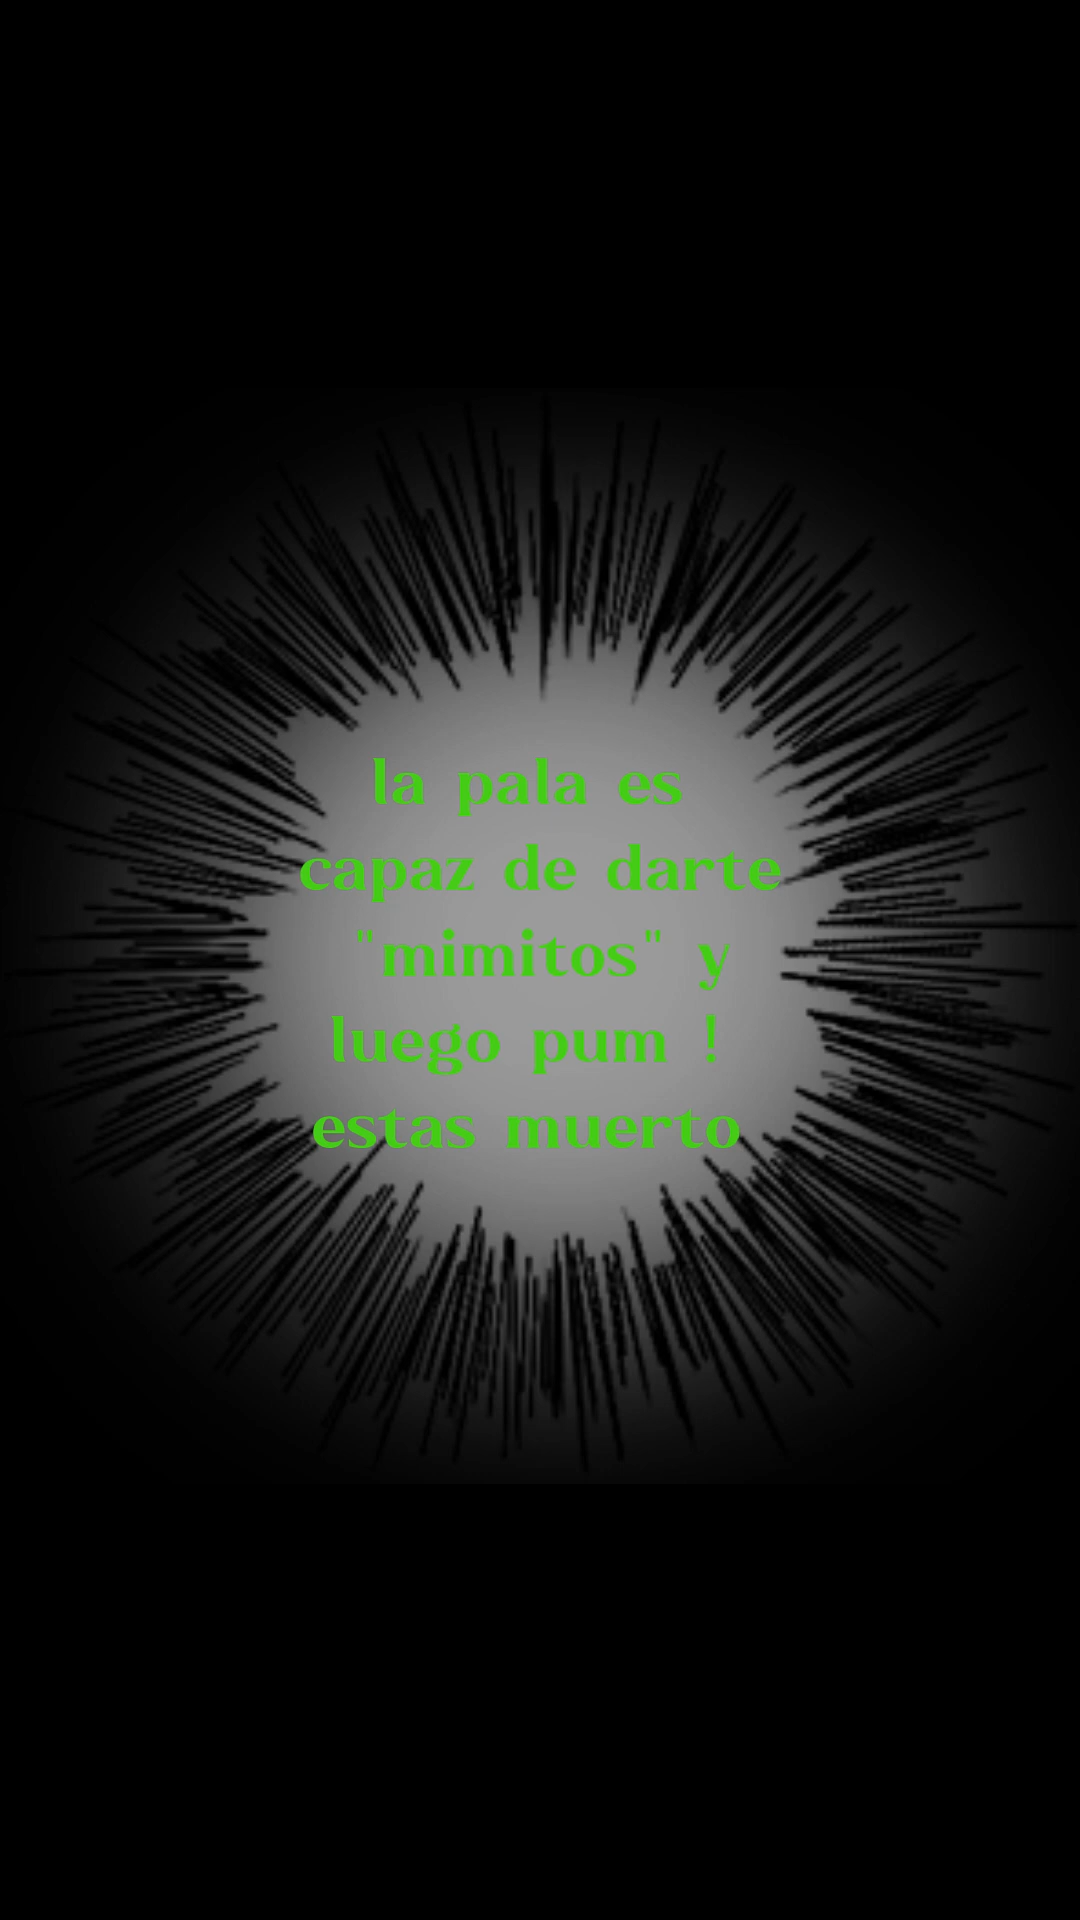 la pala es
capaz de darte
"mimitos" y
luego pum !
estas muerto